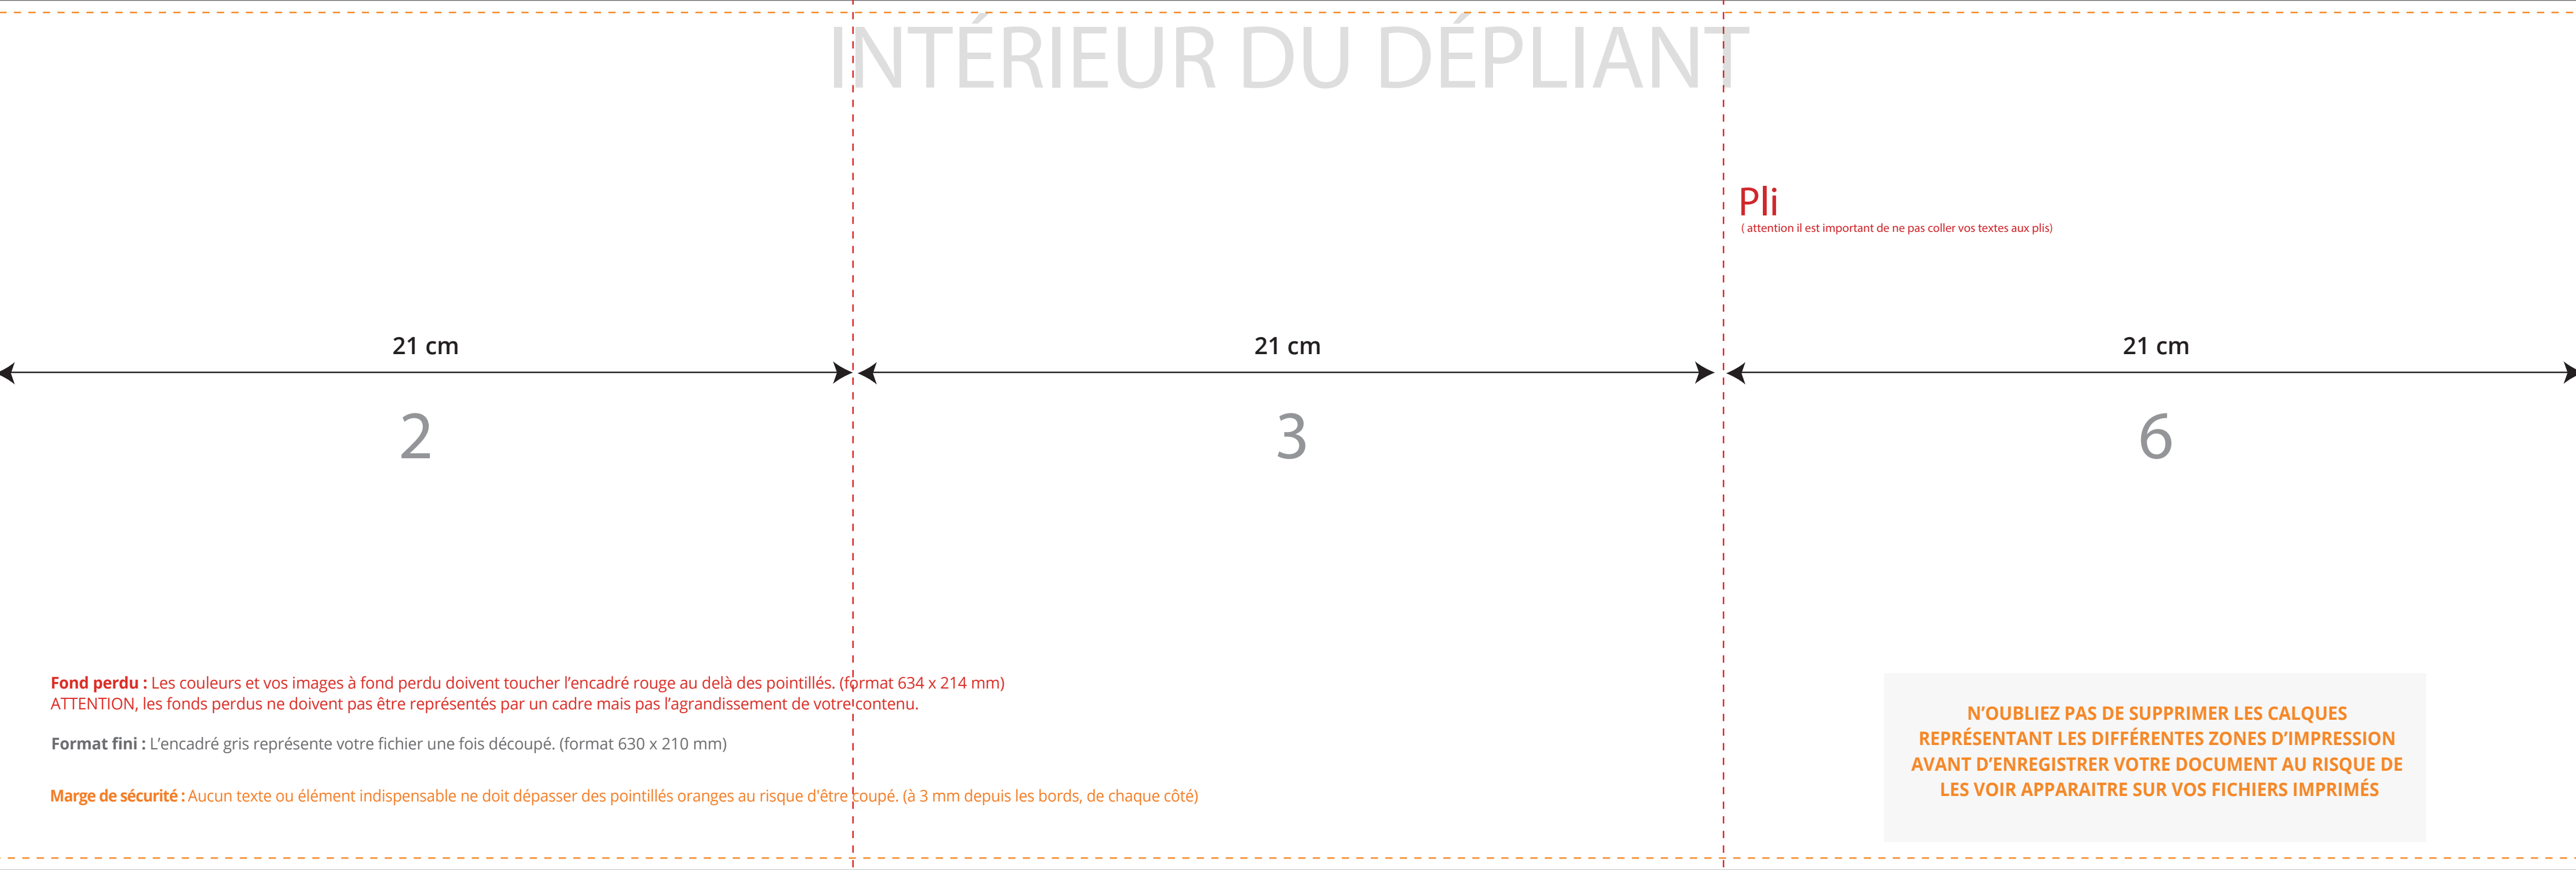 INTÉRIEUR DU DÉPLIANT
Pli
( attention il est important de ne pas coller vos textes aux plis)
21 cm
21 cm
21 cm
2
3
6
Fond perdu : Les couleurs et vos images à fond perdu doivent toucher l’encadré rouge au delà des pointillés. (format 634 x 214 mm)
ATTENTION, les fonds perdus ne doivent pas être représentés par un cadre mais pas l’agrandissement de votre contenu.
Format fini : L’encadré gris représente votre fichier une fois découpé. (format 630 x 210 mm)
Marge de sécurité : Aucun texte ou élément indispensable ne doit dépasser des pointillés oranges au risque d'être coupé. (à 3 mm depuis les bords, de chaque côté)
N’OUBLIEZ PAS DE SUPPRIMER LES CALQUES
REPRÉSENTANT LES DIFFÉRENTES ZONES D’IMPRESSION
AVANT D’ENREGISTRER VOTRE DOCUMENT AU RISQUE DE
LES VOIR APPARAITRE SUR VOS FICHIERS IMPRIMÉS